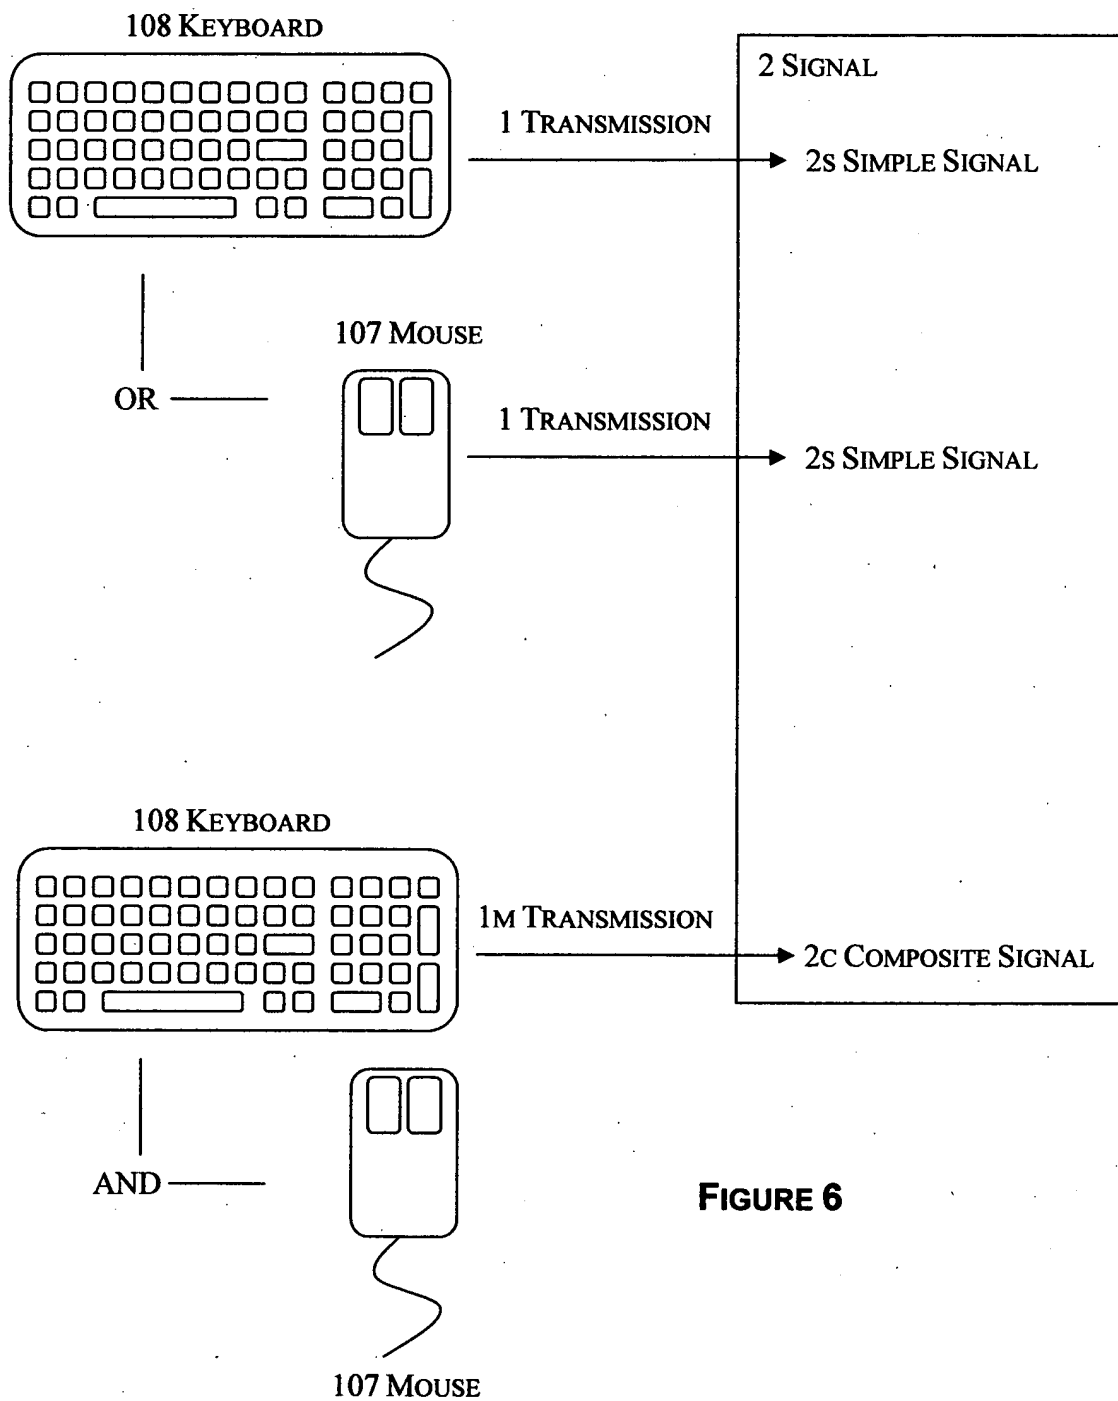 108 KEYBOARD
2 SIGNAL
1 TRANSMISSION
2S SIMPLE SIGNAL
107 MOUSE
OR
1 TRANSMISSION
2S SIMPLE SIGNAL
108 KEYBOARD
1M TRANSMISSION
2C COMPOSITE SIGNAL
AND
FIGURE 6
107 MOUSE